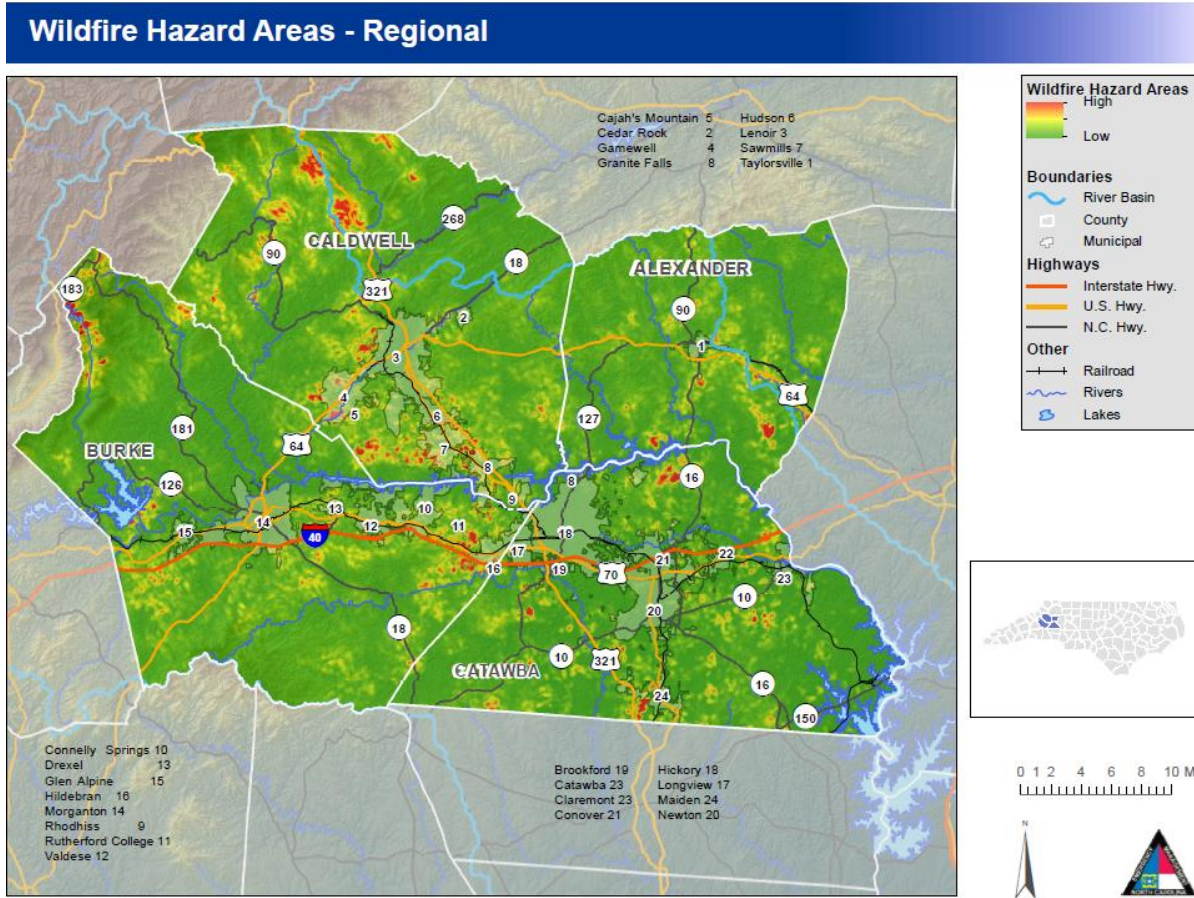 Wildfire Hazard Areas - Regional
Cajah's Mountain 5 Hudson 6
Cedar Rock 2 Lenoir 3
Gamewell 4 Sawmills 7
Granite Falls 8 Taylorsville 1
CALDWELL
268
90
18
321
ALEXANDER
183
90
2
1
3
64
127
4
5
6
181
64
7
BURKE
8
8
16
126
9
10
13
14
12
11
15
18
40
17
16
19
70
21
22
23
20
10
18
10
321
CATAWBA
16
24
150
Connelly Springs 10
Drexel 13
Glen Alpine 15
Hildebran 16
Morganton 14
Rhodhiss 9
Rutherford College 11
Valdese 12
Brookford 19 Hickory 18
Catawba 23 Longview 17
Claremont 23 Maiden 24
Conover 21 Newton 20
Wildfire Hazard Areas
High
Low
Boundaries
River Basin
County
Municipal
Highways
Interstate Hwy.
U.S. Hwy.
N.C. Hwy.
Other
Railroad
Rivers
Lakes
0 1 2 4 6 8 10 M
N
NORTH CAROLINA